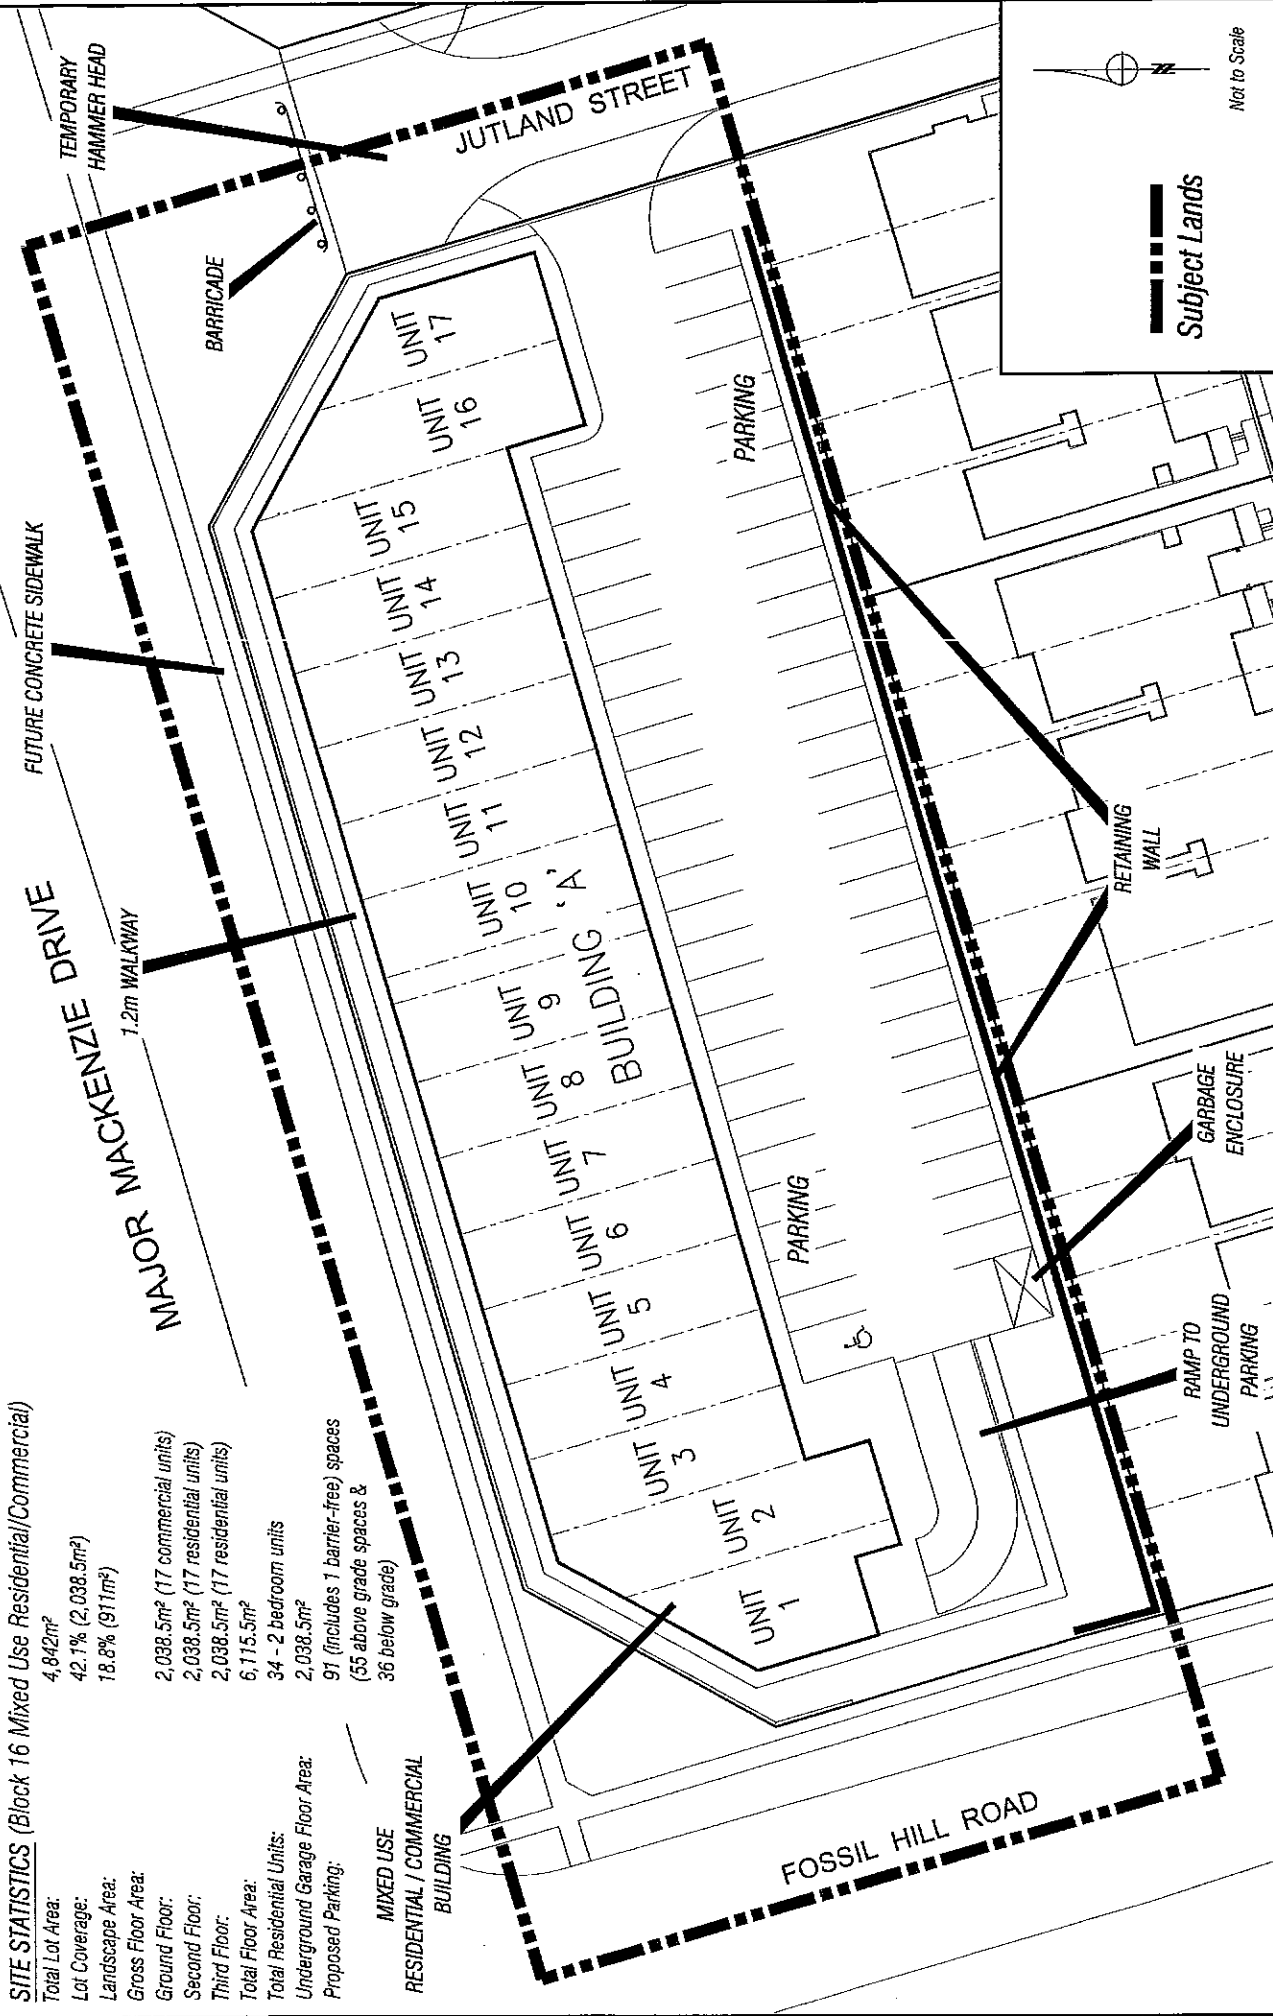 SITE STATISTICS (Block 16 Mixed Use Residential/Commercial)
Total Lot Area: 4,842m²
Lot Coverage: 42.1% (2,038.5m²)
Landscape Area: 18.8% (911m²)
Gross Floor Area:
Ground Floor: 2,038.5m² (17 commercial units)
Second Floor: 2,038.5m² (17 residential units)
Third Floor: 2,038.5m² (17 residential units)
Total Floor Area: 6,115.5m²
Total Residential Units: 34 - 2 bedroom units
Underground Garage Floor Area: 2,038.5m²
Proposed Parking: 91 (includes 1 barrier-free) spaces
(55 above grade spaces &
36 below grade)
MIXED USE
RESIDENTIAL / COMMERCIAL
BUILDING
MAJOR MACKENZIE DRIVE
1.2m WALKWAY
FUTURE CONCRETE SIDEWALK
BARRICADE
TEMPORARY
HAMMER HEAD
JUTLAND STREET
FOSSIL HILL ROAD
UNIT
1
UNIT
2
UNIT
3
UNIT
4
UNIT
5
UNIT
6
UNIT
7
UNIT
8
UNIT
9
UNIT
10
UNIT
11
UNIT
12
UNIT
13
UNIT
14
UNIT
15
UNIT
16
UNIT
17
BUILDING 'A'
PARKING
PARKING
RAMP TO
UNDERGROUND
PARKING
GARBAGE
ENCLOSURE
RETAINING
WALL
Subject Lands
N
Not to Scale